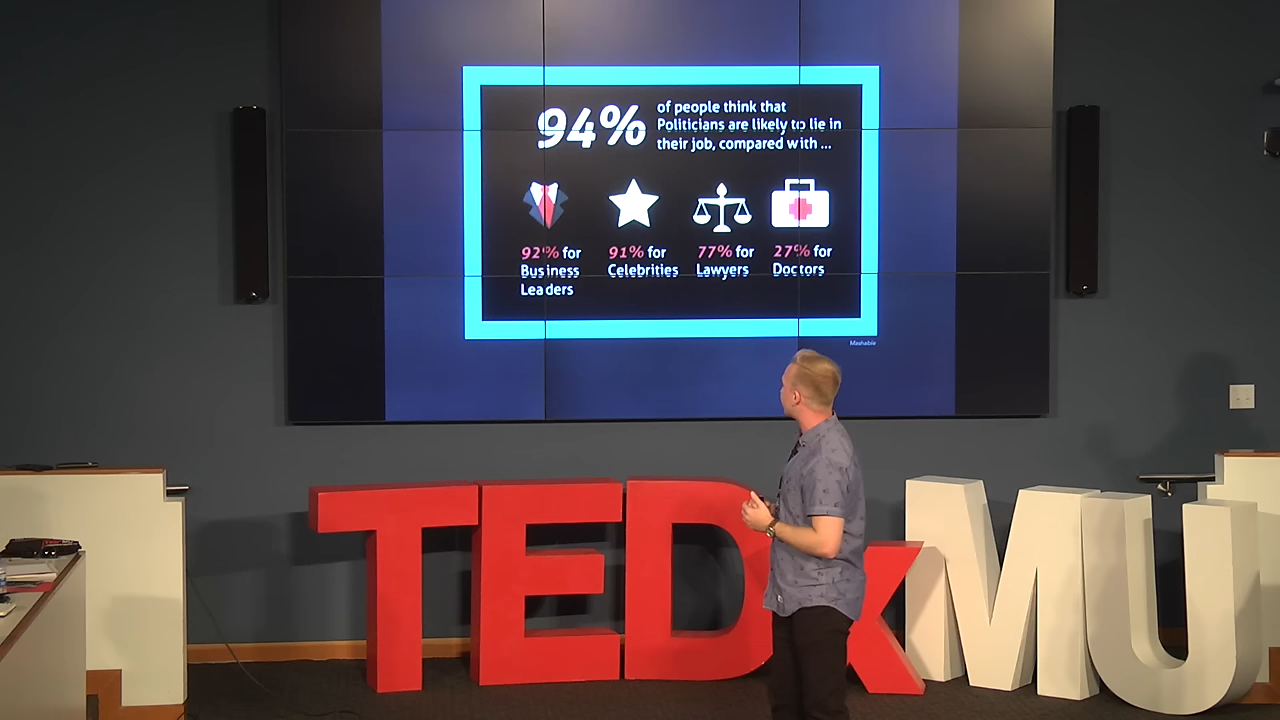 94%
of people think that
Politicians are likely to lie in
their job, compared with ...
92% for
Business
Leaders
91% for
Celebrities
77% for
Lawyers
27% for
Doctors
Mashable
TEDxMU